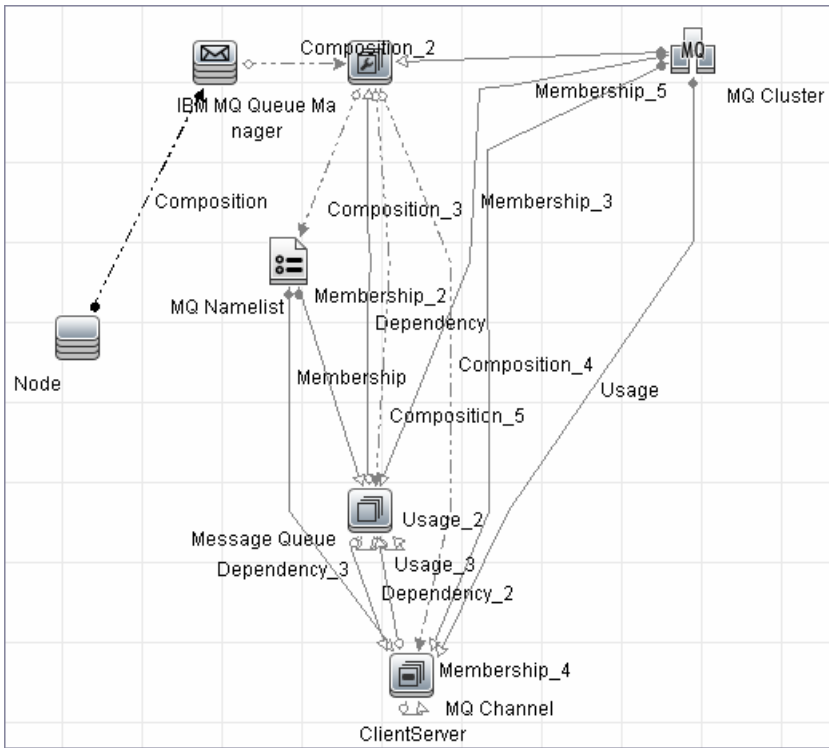 Composition_2
MQ
Membership_5
MQ Cluster
IBM MQ Queue Ma
nager
Composition
Composition_3
Membership_3
MQ Namelist
Membership_2
Dependency
Node
Membership
Composition_4
Usage
Composition_5
Usage_2
Message Queue
Usage_3
Dependency_3
Dependency_2
Membership_4
MQ Channel
ClientServer